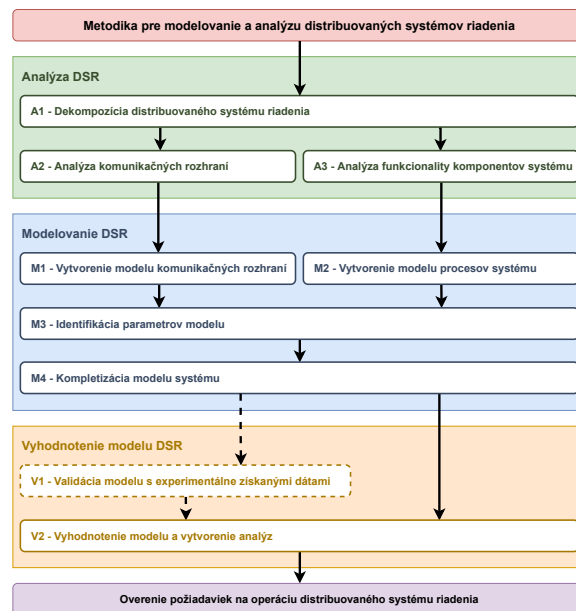 Metodika pre modelovanie a analýzu distribuovaných systémov riadenia
Analýza DSR
A1 - Dekompozícia distribuovaného systému riadenia
A2 - Analýza komunikačných rozhraní
A3 - Analýza funkcionality komponentov systému
Modelovanie DSR
M1 - Vytvorenie modelu komunikačných rozhraní
M2 - Vytvorenie modelu procesov systému
M3 - Identifikácia parametrov modelu
M4 - Kompletizácia modelu systému
Vyhodnotenie modelu DSR
V1 - Validácia modelu s experimentálne získanými dátami
V2 - Vyhodnotenie modelu a vytvorenie analýz
Overenie požiadaviek na operáciu distribuovaného systému riadenia